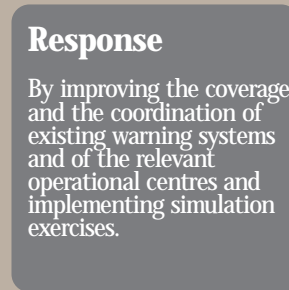 Response
By improving the coverage
and the coordination of
existing warning systems
and of the relevant
operational centres and
implementing simulation
exercises.